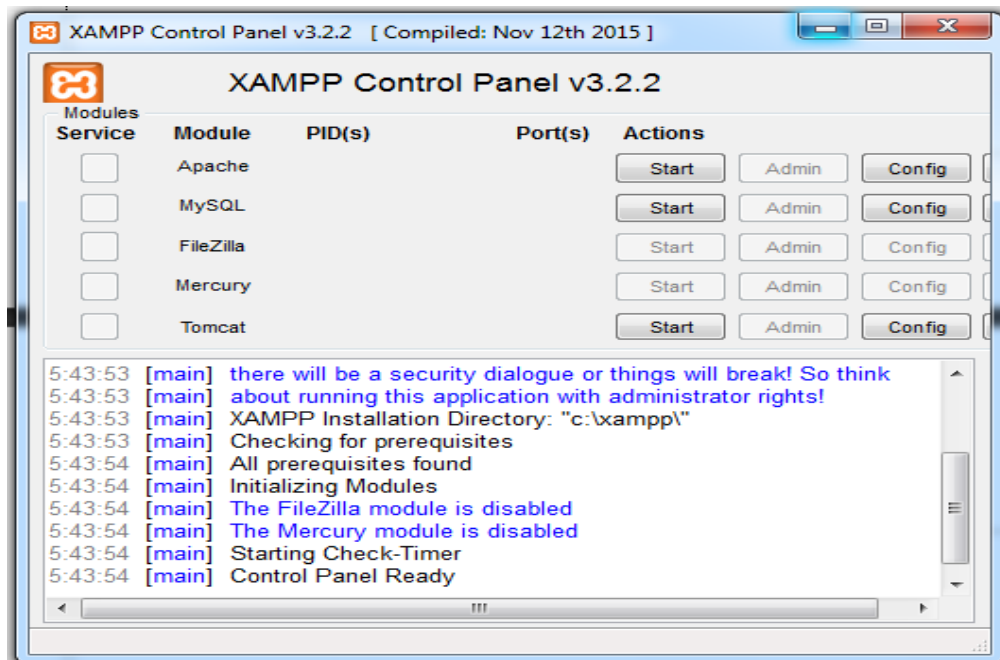 XAMPP Control Panel v3.2.2 [ Compiled: Nov 12th 2015 ]
XAMPP Control Panel v3.2.2
Modules
Service Module PID(s) Port(s) Actions
Apache Start Admin Config
MySQL Start Admin Config
FileZilla Start Admin Config
Mercury Start Admin Config
Tomcat Start Admin Config
5:43:53 [main] there will be a security dialogue or things will break! So think
5:43:53 [main] about running this application with administrator rights!
5:43:53 [main] XAMPP Installation Directory: "c:\xampp\"
5:43:53 [main] Checking for prerequisites
5:43:54 [main] All prerequisites found
5:43:54 [main] Initializing Modules
5:43:54 [main] The FileZilla module is disabled
5:43:54 [main] The Mercury module is disabled
5:43:54 [main] Starting Check-Timer
5:43:54 [main] Control Panel Ready